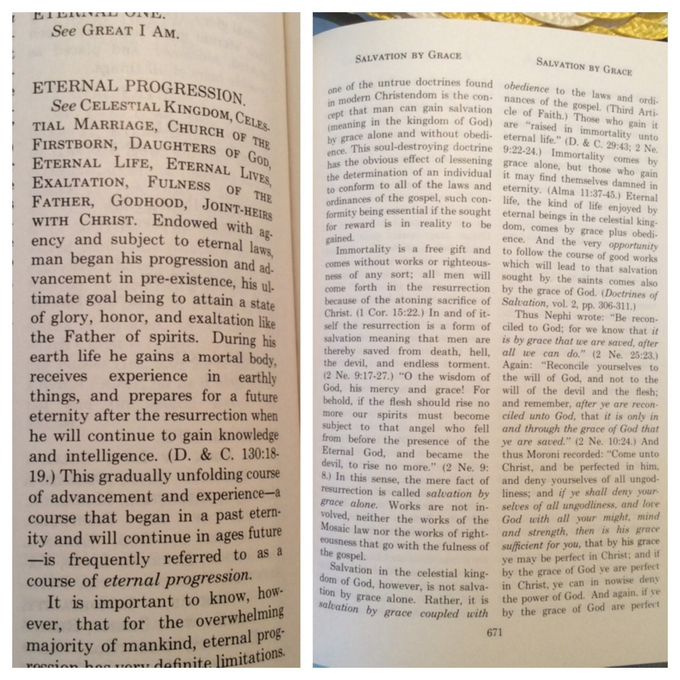 ETERNAL ONE.
See GREAT I AM.
ETERNAL PROGRESSION.
See CELESTIAL KINGDOM, CELES-
TIAL MARRIAGE, CHURCH OF THE
FIRSTBORN, DAUGHTERS OF GOD,
ETERNAL LIFE, ETERNAL LIVES,
EXALTATION, FULNESS OF THE
FATHER, GODHOOD, JOINT-HEIRS
WITH CHRIST. Endowed with ag-
ency and subject to eternal laws,
man began his progression and ad-
vancement in pre-existence, his ul-
timate goal being to attain a state
of glory, honor, and exaltation like
the Father of spirits. During his
earth life he gains a mortal body,
receives experience in earthly
things, and prepares for a future
eternity after the resurrection when
he will continue to gain knowledge
and intelligence. (D. & C. 130:18-
19.) This gradually unfolding course
of advancement and experience—a
course that began in a past etern-
ity and will continue in ages future
—is frequently referred to as a
course of eternal progression.
It is important to know, how-
ever, that for the overwhelming
majority of mankind, eternal prog-
ression has very definite limitations.
SALVATION BY GRACE
one of the untrue doctrines found
in modern Christendom is the con-
cept that man can gain salvation
(meaning in the kingdom of God)
by grace alone and without obedi-
ence. This soul-destroying doctrine
has the obvious effect of lessening
the determination of an individual
to conform to all of the laws and
ordinances of the gospel, such con-
formity being essential if the sought
for reward is in reality to be
gained.
Immortality is a free gift and
comes without works or righteous-
ness of any sort; all men will
come forth in the resurrection
because of the atoning sacrifice of
Christ. (1 Cor. 15:22.) In and of it-
self the resurrection is a form of
salvation meaning that men are
thereby saved from death, hell,
the devil, and endless torment.
(2 Ne. 9:17-27.) "O the wisdom of
God, his mercy and grace! For
behold, if the flesh should rise no
more our spirits must become
subject to that angel who fell
from before the presence of the
Eternal God, and became the
devil, to rise no more." (2 Ne. 9:
8.) In this sense, the mere fact of
resurrection is called salvation by
grace alone. Works are not in-
volved, neither the works of the
Mosaic law nor the works of right-
eousness that go with the fulness of
the gospel.
Salvation in the celestial king-
dom of God, however, is not salva-
tion by grace alone. Rather, it is
salvation by grace coupled with
SALVATION BY GRACE
obedience to the laws and ordi-
nances of the gospel. (Third Arti-
cle of Faith.) Those who gain it
are "raised in immortality unto
eternal life." (D. & C. 29:43; 2 Ne.
9:22-24.) Immortality comes by
grace alone, but those who gain
it may find themselves damned in
eternity. (Alma 11:37-45.) Eternal
life, the kind of life enjoyed by
eternal beings in the celestial king-
dom, comes by grace plus obedi-
ence. And the very opportunity
to follow the course of good works
which will lead to that salvation
sought by the saints comes also
by the grace of God. (Doctrines of
Salvation, vol. 2, pp. 306-311.)
Thus Nephi wrote: "Be recon-
ciled to God; for we know that it
is by grace that we are saved, after
all we can do." (2 Ne. 25:23.)
Again: "Reconcile yourselves to
the will of God, and not to the
will of the devil and the flesh;
and remember, after ye are recon-
ciled unto God, that it is only in
and through the grace of God that
ye are saved." (2 Ne. 10:24.) And
thus Moroni recorded: "Come unto
Christ, and be perfected in him,
and deny yourselves of all ungod-
liness; and if ye shall deny your-
selves of all ungodliness, and love
God with all your might, mind
and strength, then is his grace
sufficient for you, that by his grace
ye may be perfect in Christ; and if
by the grace of God ye are perfect
in Christ, ye can in nowise deny
the power of God. And again, if ye
by the grace of God are perfect
671